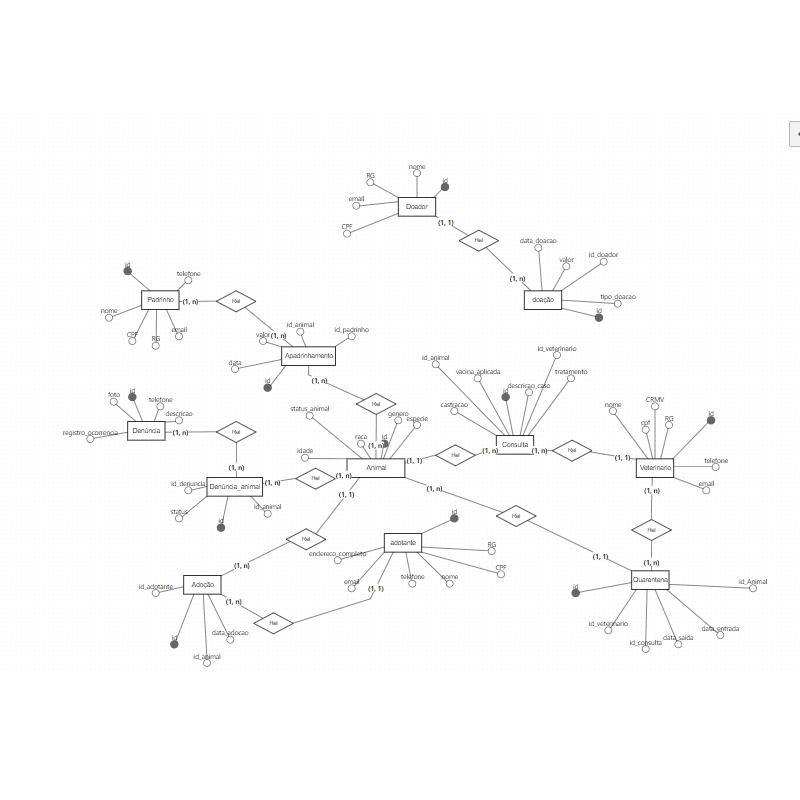 nome
RG
id
email
Doador
CPF
(1, 1)
Rel
data_doacao
id_doador
valor
(1, n)
doação
tipo_doacao
id
id
telefone
Padrinho
(1, n)
Rel
nome
CPF
RG
email
valor
(1, n)
id_animal
id_padrinho
Apadrinhamento
data
id
(1, n)
Rel
id_animal
id_veterinario
vacina_aplicada
tratamento
id
descricao_caso
castracao
Consulta
(1, n)
(1, n)
foto
id
telefone
descricao
registro_ocorrencia
Denúncia
(1, n)
Rel
status_animal
genero
especie
raca
(1, n)
id
idade
Animal
(1, 1)
Rel
Rel
nome
CRMV
cpf
RG
id
(1, 1)
Veterinario
telefone
email
(1, n)
(1, n)
id_denuncia
Denúncia_animal
(1, n)
Rel
(1, n)
status
id
id_animal
(1, 1)
(1, n)
Rel
Rel
id
endereco_completo
adotante
RG
CPF
email
telefone
nome
(1, 1)
Rel
(1, n)
id_adotante
Adoção
(1, n)
Rel
id
data_adocao
id_animal
(1, 1)
Rel
(1, n)
Quarentena
id
id_Animal
id_veterinario
id_consulta
data_saida
data_entrada